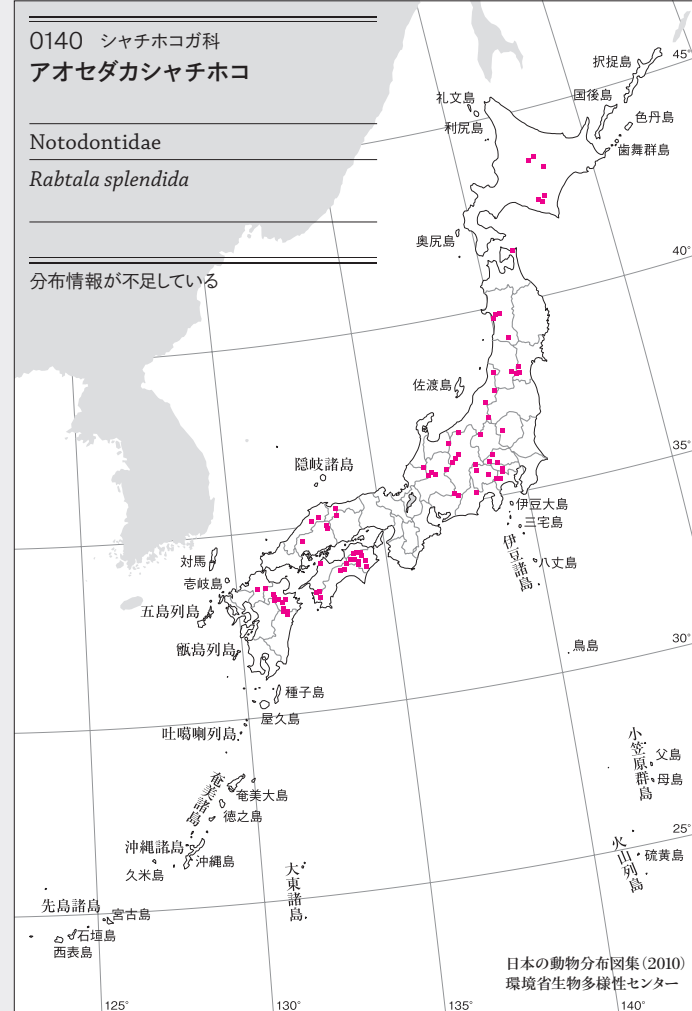 0140 シャチホコガ科
アオセダカシャチホコ
Notodontidae
Rabtala splendida
分布情報が不足している
45°
択捉島
国後島
礼文島
色丹島
利尻島
歯舞群島
奥尻島
40°
佐渡島
35°
隠岐諸島
伊豆大島
三宅島
伊豆諸島
八丈島
対馬
壱岐島
五島列島
甑島列島
鳥島
30°
種子島
屋久島
吐噶喇列島
小笠原群島
父島
母島
奄美諸島
奄美大島
徳之島
25°
沖縄諸島
沖縄島
久米島
火山列島
硫黄島
大東諸島
先島諸島
宮古島
石垣島
西表島
日本の動物分布図集(2010)
環境省生物多様性センター
125°
130°
135°
140°